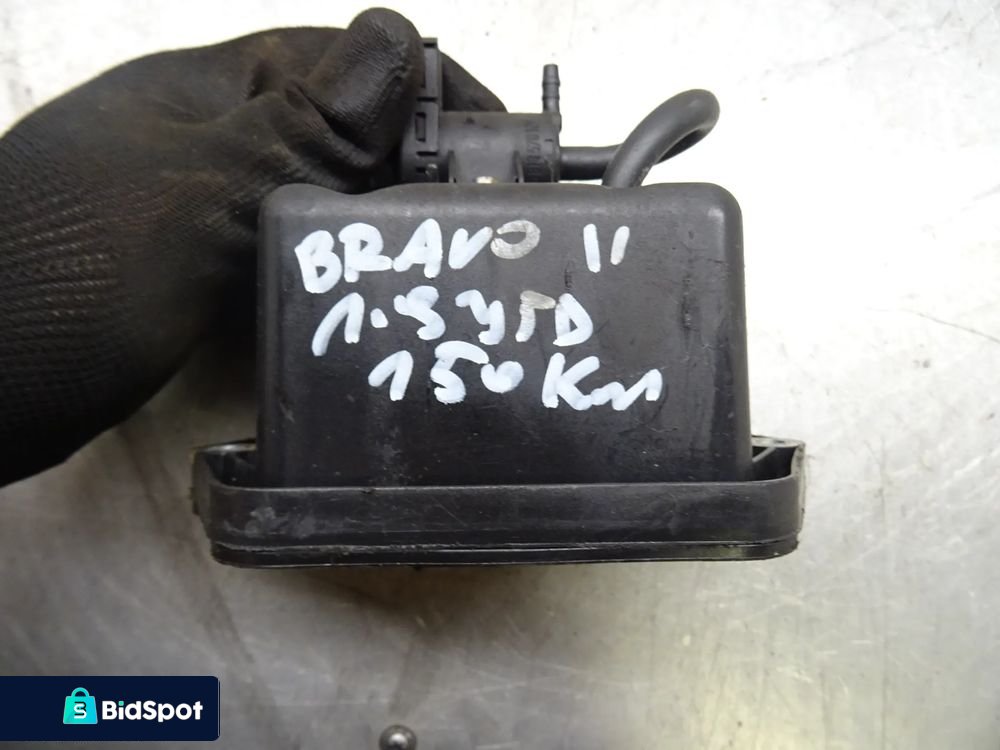 BRAVO II
1.9 JTD
150 Km
BidSpot